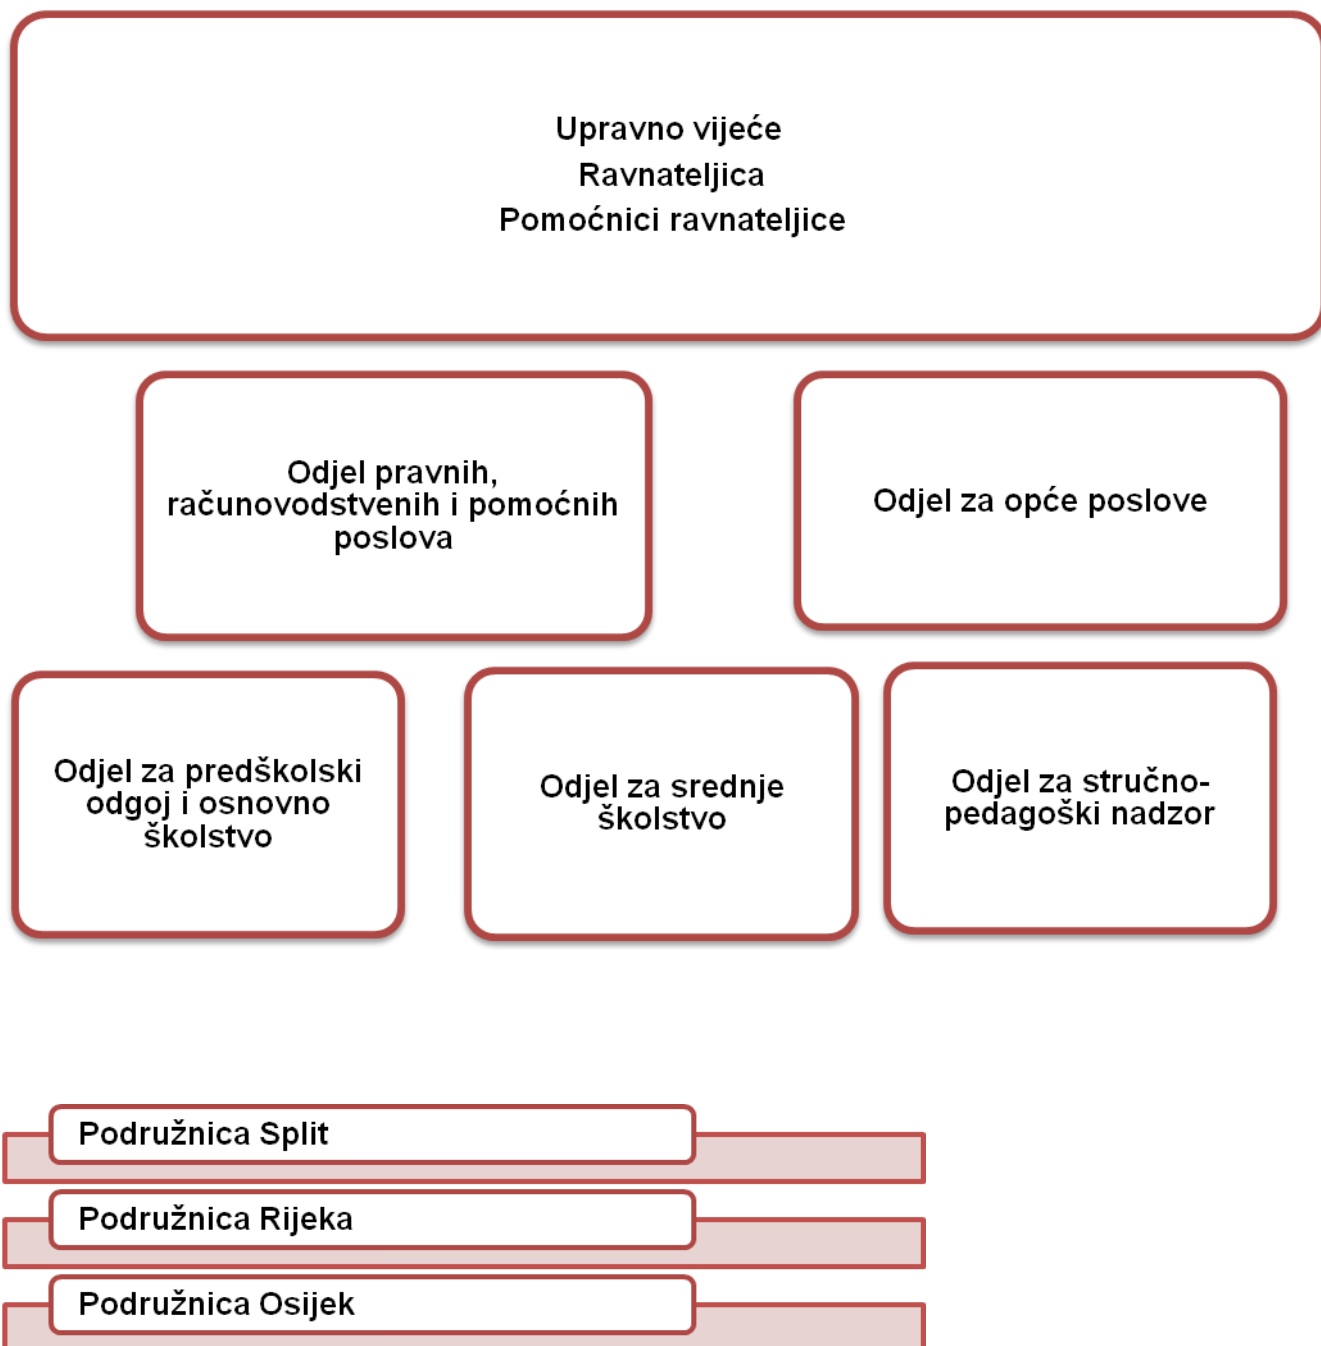 Upravno vijeće
Ravnateljica
Pomoćnici ravnateljice
Odjel pravnih,
računovodstvenih i pomoćnih
poslova
Odjel za opće poslove
Odjel za predškolski
odgoj i osnovno
školstvo
Odjel za srednje
školstvo
Odjel za stručno-
pedagoški nadzor
Podružnica Split
Podružnica Rijeka
Podružnica Osijek